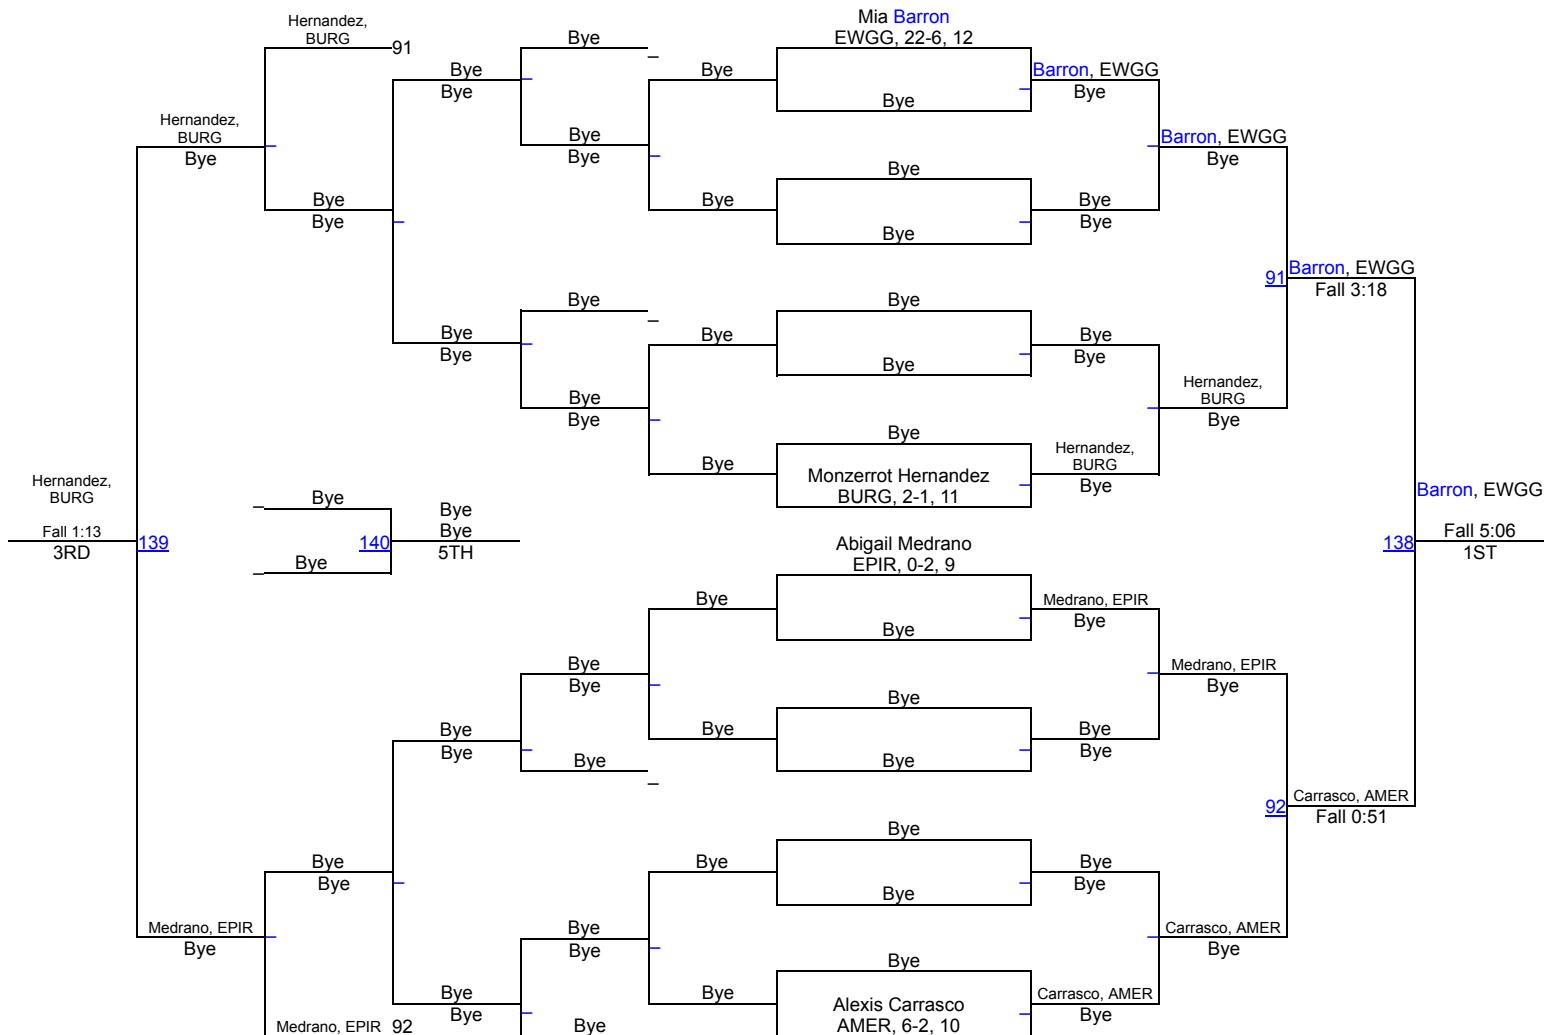 Hernandez,
BURG
91
Bye
Mia Barron
EWGG, 22-6, 12
Bye
Bye
Bye
Barron, EWGG
Bye
Bye
Hernandez,
BURG
Bye
Bye
Bye
Barron, EWGG
Bye
Bye
Bye
Bye
Bye
Bye
Bye
Bye
Bye
91
Barron, EWGG
Fall 3:18
Bye
Bye
Bye
Bye
Bye
Bye
Bye
Bye
Hernandez,
BURG
Bye
Bye
Bye
Bye
Bye
Monzerrot Hernandez
BURG, 2-1, 11
Hernandez,
BURG
Bye
Hernandez,
BURG
Fall 1:13
3RD
139
Bye
Bye
140
Bye
Bye
5TH
Barron, EWGG
138
Fall 5:06
1ST
Abigail Medrano
EPIR, 0-2, 9
Bye
Bye
Medrano, EPIR
Bye
Bye
Bye
Bye
Medrano, EPIR
Bye
Bye
Bye
Bye
Bye
Bye
Bye
Bye
Bye
92
Carrasco, AMER
Fall 0:51
Bye
Bye
Bye
Bye
Bye
Bye
Bye
Medrano, EPIR
Bye
Bye
Bye
Bye
Carrasco, AMER
Bye
Bye
Bye
Bye
Alexis Carrasco
AMER, 6-2, 10
Carrasco, AMER
Bye
Medrano, EPIR 92
Bye